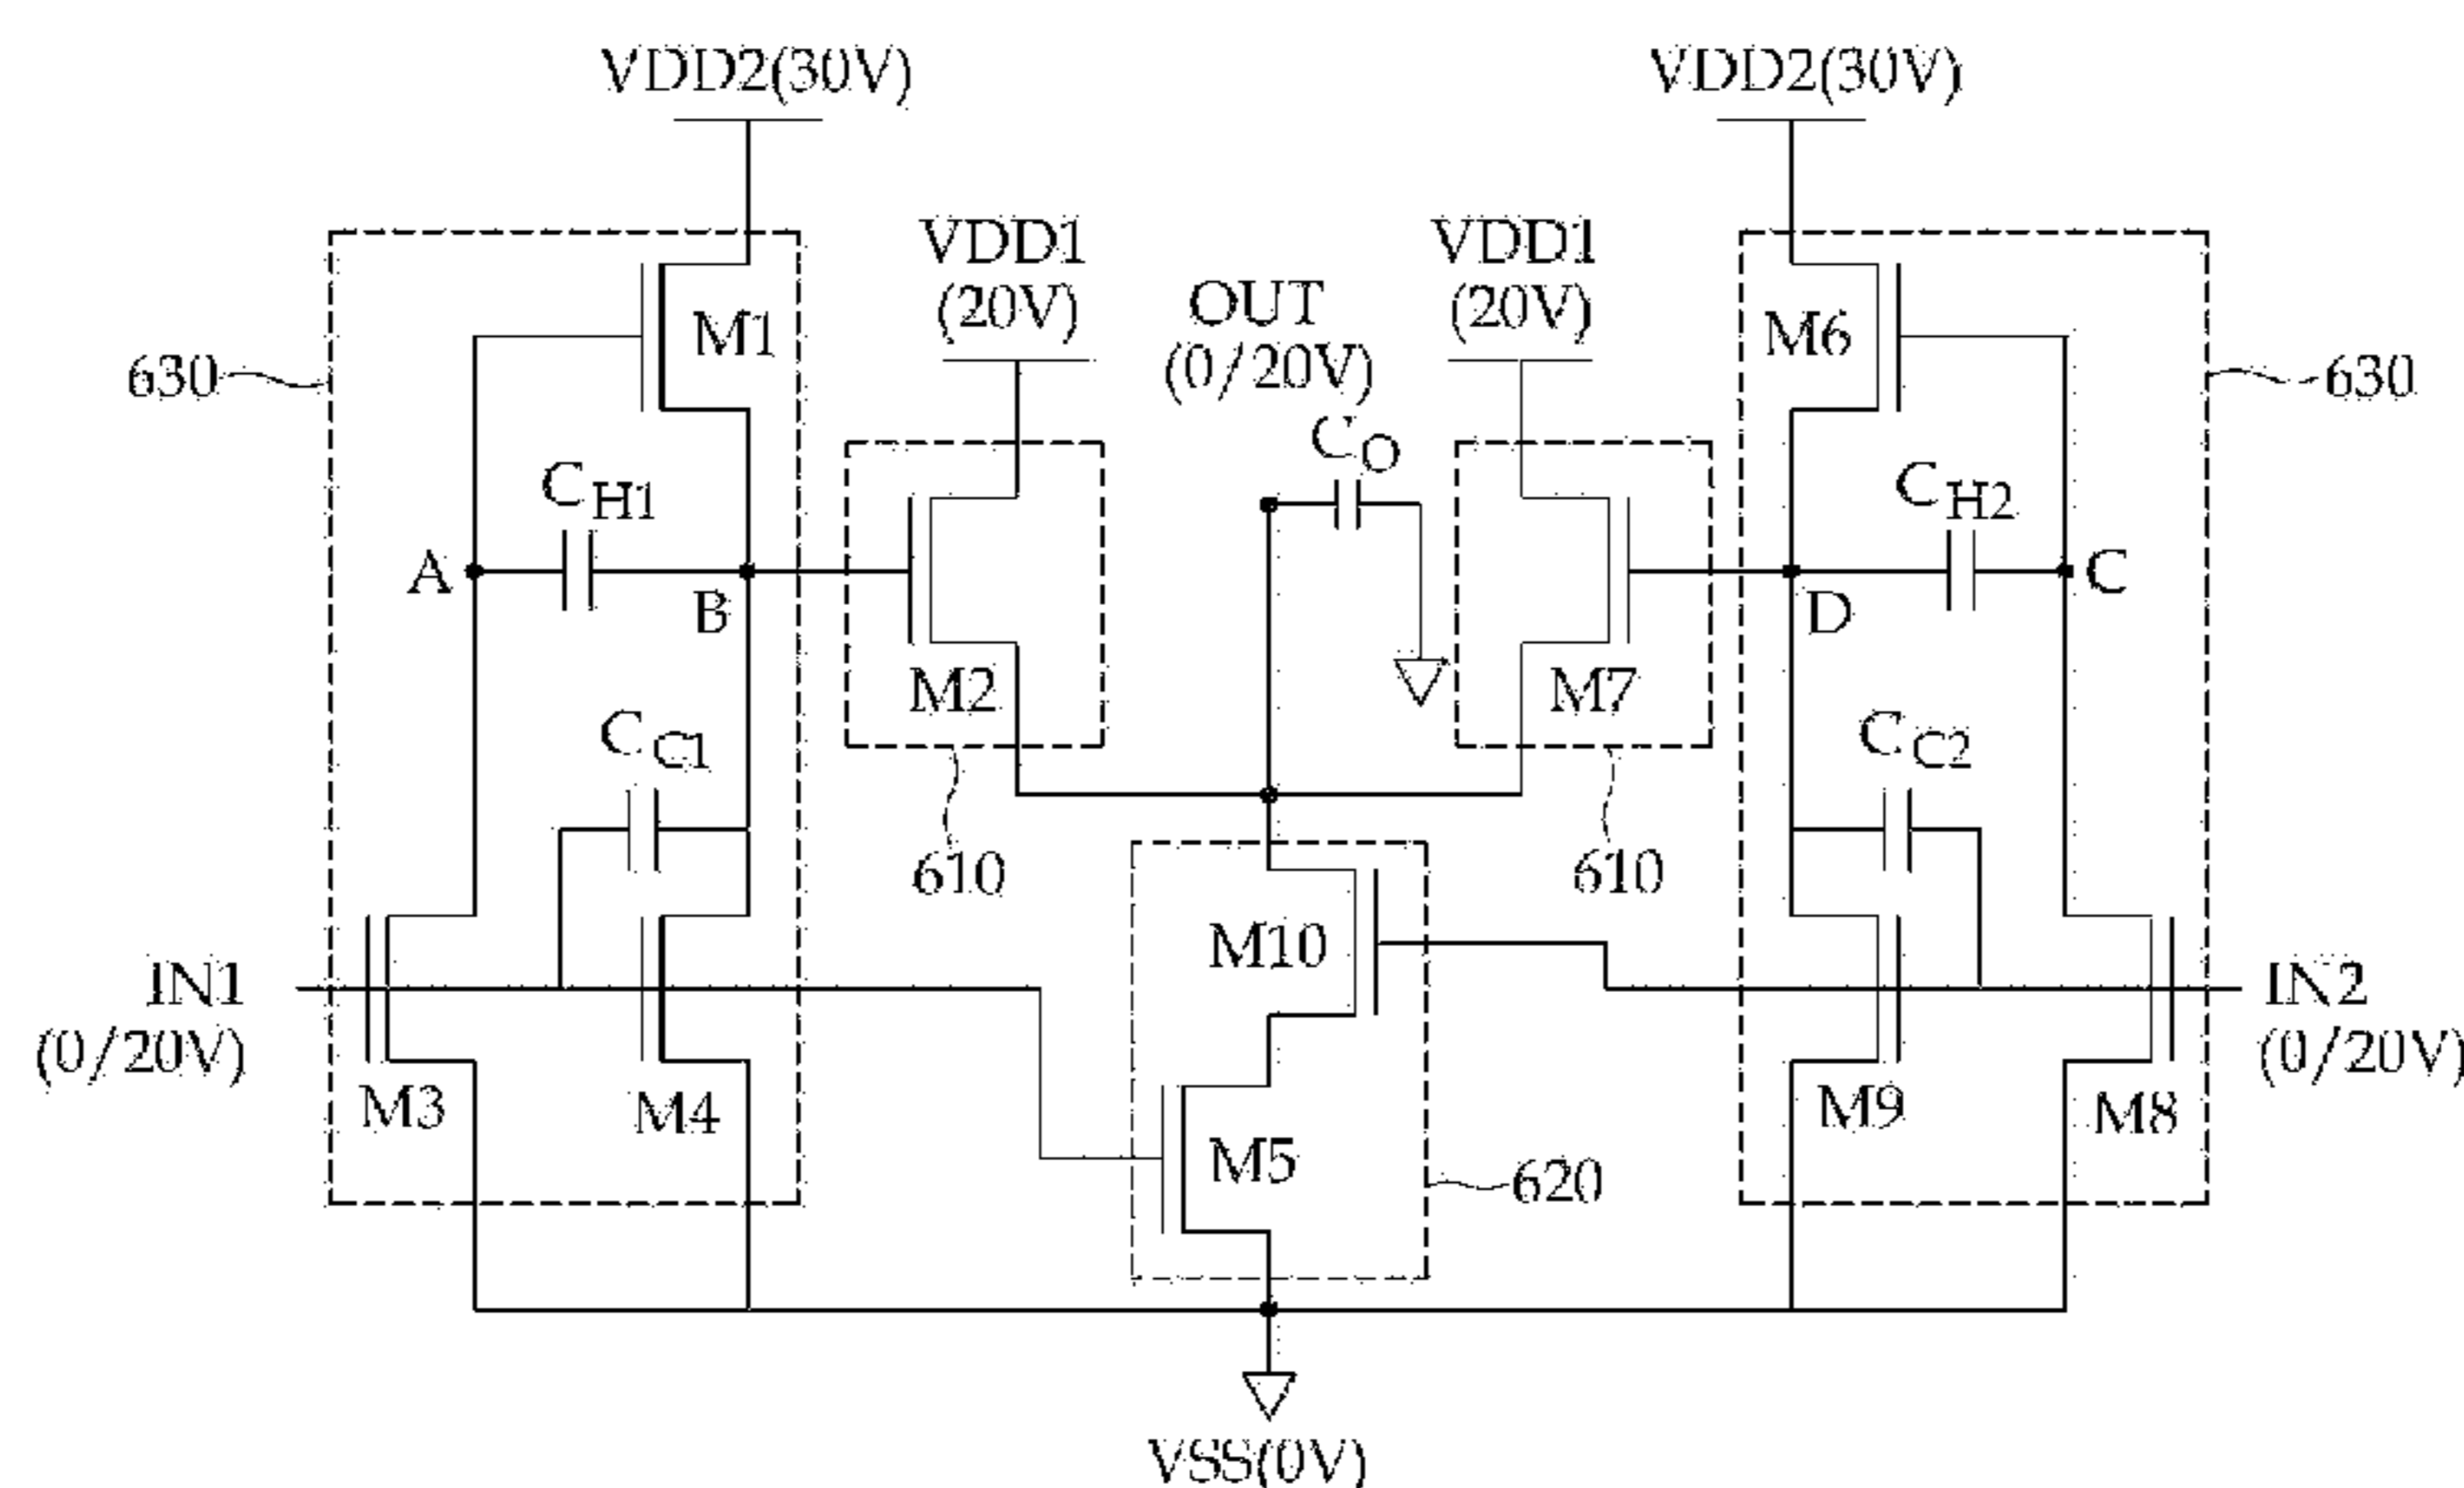 VDD2(30V)
VDD2(30V)
VDD1
(20V)
OUT
(0/20V)
VDD1
(20V)
M1
M6
630
630
CO
CH1
CH2
A
B
D
C
M2
M7
CC1
CC2
610
610
M10
IN1
(0/20V)
IN2
(0/20V)
M3
M4
M9
M8
M5
620
VSS(0V)